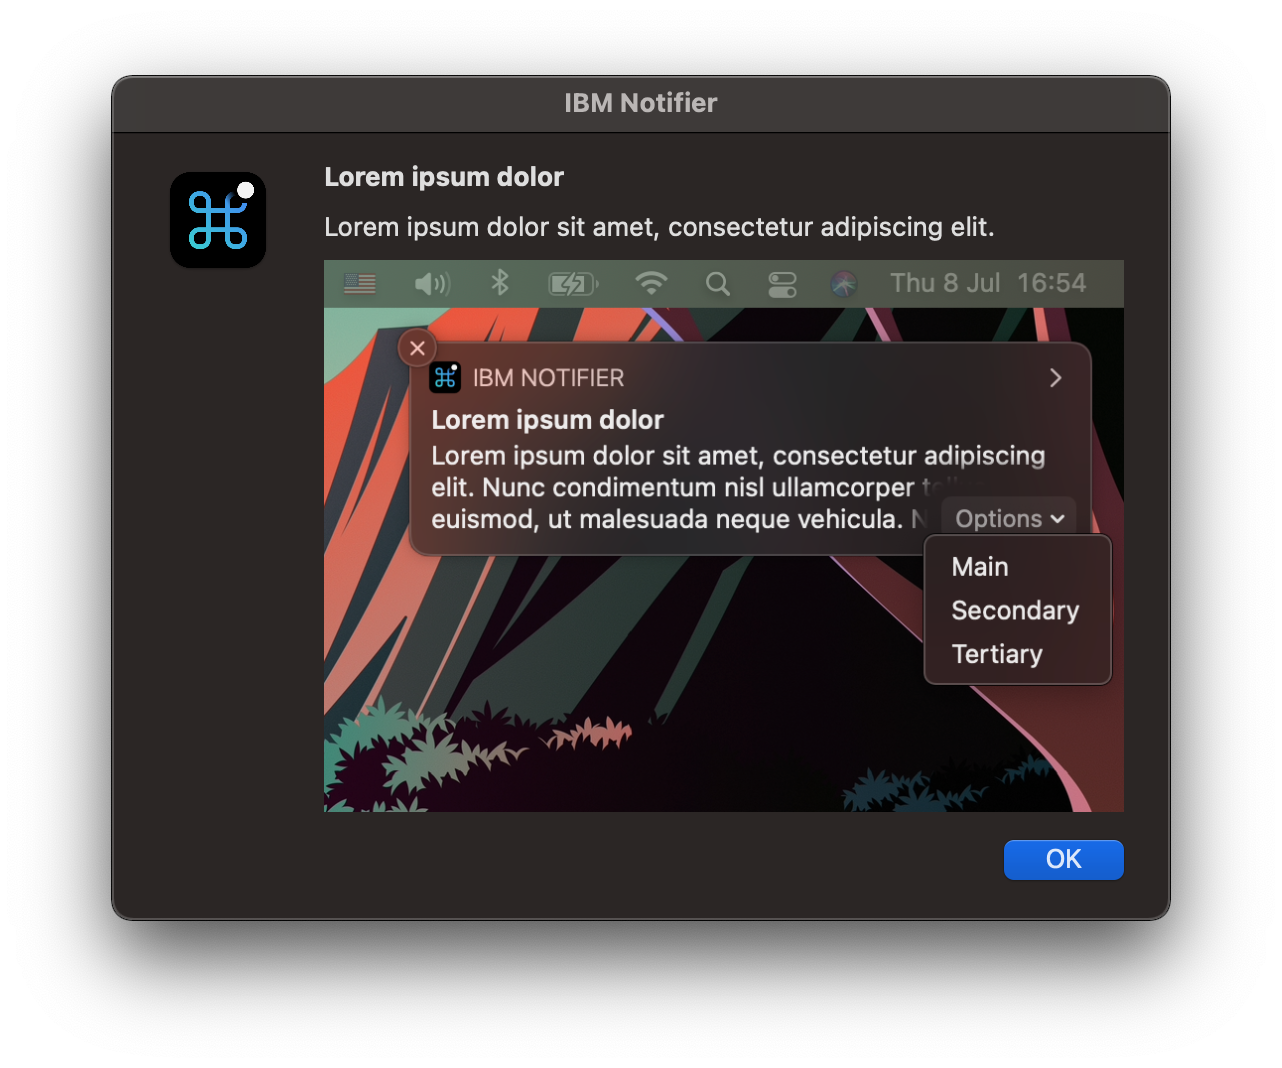 IBM Notifier
Lorem ipsum dolor
Lorem ipsum dolor sit amet, consectetur adipiscing elit.
Thu 8 Jul 16:54
IBM NOTIFIER
Lorem ipsum dolor
Lorem ipsum dolor sit amet, consectetur adipiscing
elit. Nunc condimentum nisl ullamcorper
euismod, ut malesuada neque vehicula.
Options
Main
Secondary
Tertiary
OK